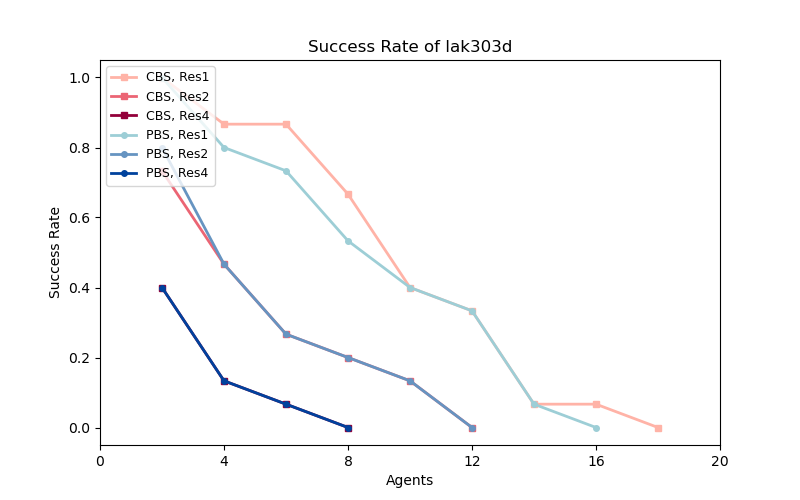 Success Rate of lak303d
CBS, Res1
CBS, Res2
CBS, Res4
PBS, Res1
PBS, Res2
PBS, Res4
1.0
0.8
0.6
0.4
0.2
0.0
Success Rate
0
4
8
12
16
20
Agents